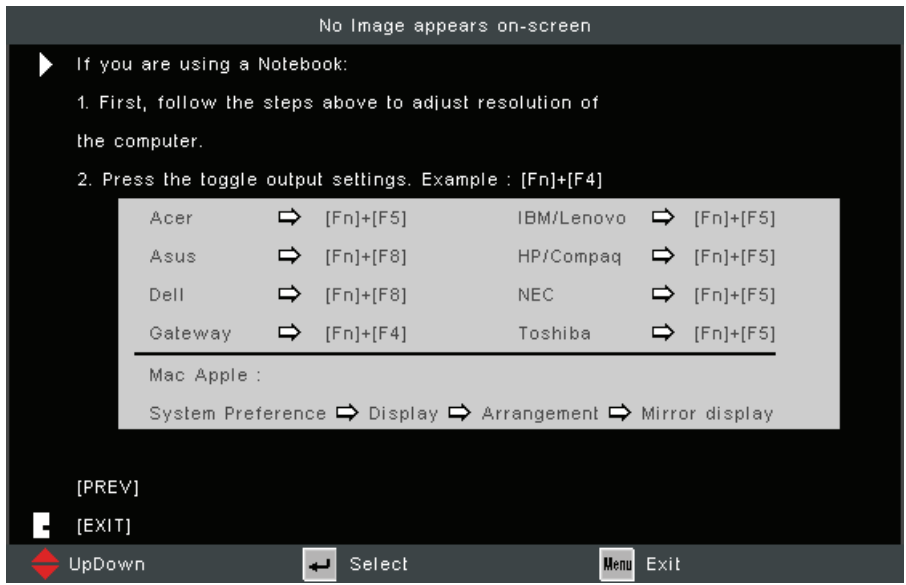 No Image appears on-screen
If you are using a Notebook:
1. First, follow the steps above to adjust resolution of
the computer.
2. Press the toggle output settings. Example : [Fn]+[F4]
Acer ⇨ [Fn]+[F5] IBM/Lenovo ⇨ [Fn]+[F5]
Asus ⇨ [Fn]+[F8] HP/Compaq ⇨ [Fn]+[F5]
Dell ⇨ [Fn]+[F8] NEC ⇨ [Fn]+[F5]
Gateway ⇨ [Fn]+[F4] Toshiba ⇨ [Fn]+[F5]
Mac Apple :
System Preference ⇨ Display ⇨ Arrangement ⇨ Mirror display
[PREV]
[EXIT]
UpDown Select Menu Exit